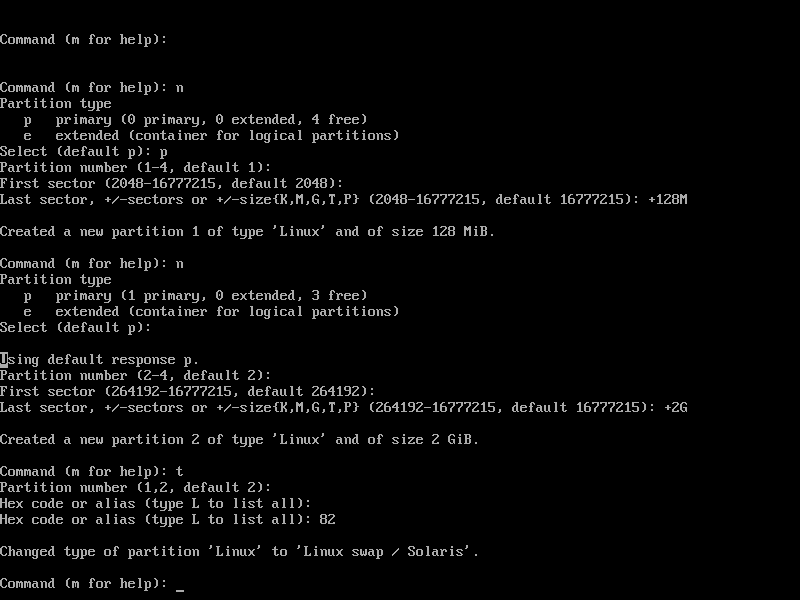 Command (m for help):
Command (m for help): n
Partition type
   p   primary (0 primary, 0 extended, 4 free)
   e   extended (container for logical partitions)
Select (default p): p
Partition number (1-4, default 1):
First sector (2048-16777215, default 2048):
Last sector, +/-sectors or +/-size{K,M,G,T,P} (2048-16777215, default 16777215): +128M
Created a new partition 1 of type 'Linux' and of size 128 MiB.
Command (m for help): n
Partition type
   p   primary (1 primary, 0 extended, 3 free)
   e   extended (container for logical partitions)
Select (default p):
Using default response p.
Partition number (2-4, default 2):
First sector (264192-16777215, default 264192):
Last sector, +/-sectors or +/-size{K,M,G,T,P} (264192-16777215, default 16777215): +2G
Created a new partition 2 of type 'Linux' and of size 2 GiB.
Command (m for help): t
Partition number (1,2, default 2):
Hex code or alias (type L to list all):
Hex code or alias (type L to list all): 82
Changed type of partition 'Linux' to 'Linux swap / Solaris'.
Command (m for help): _